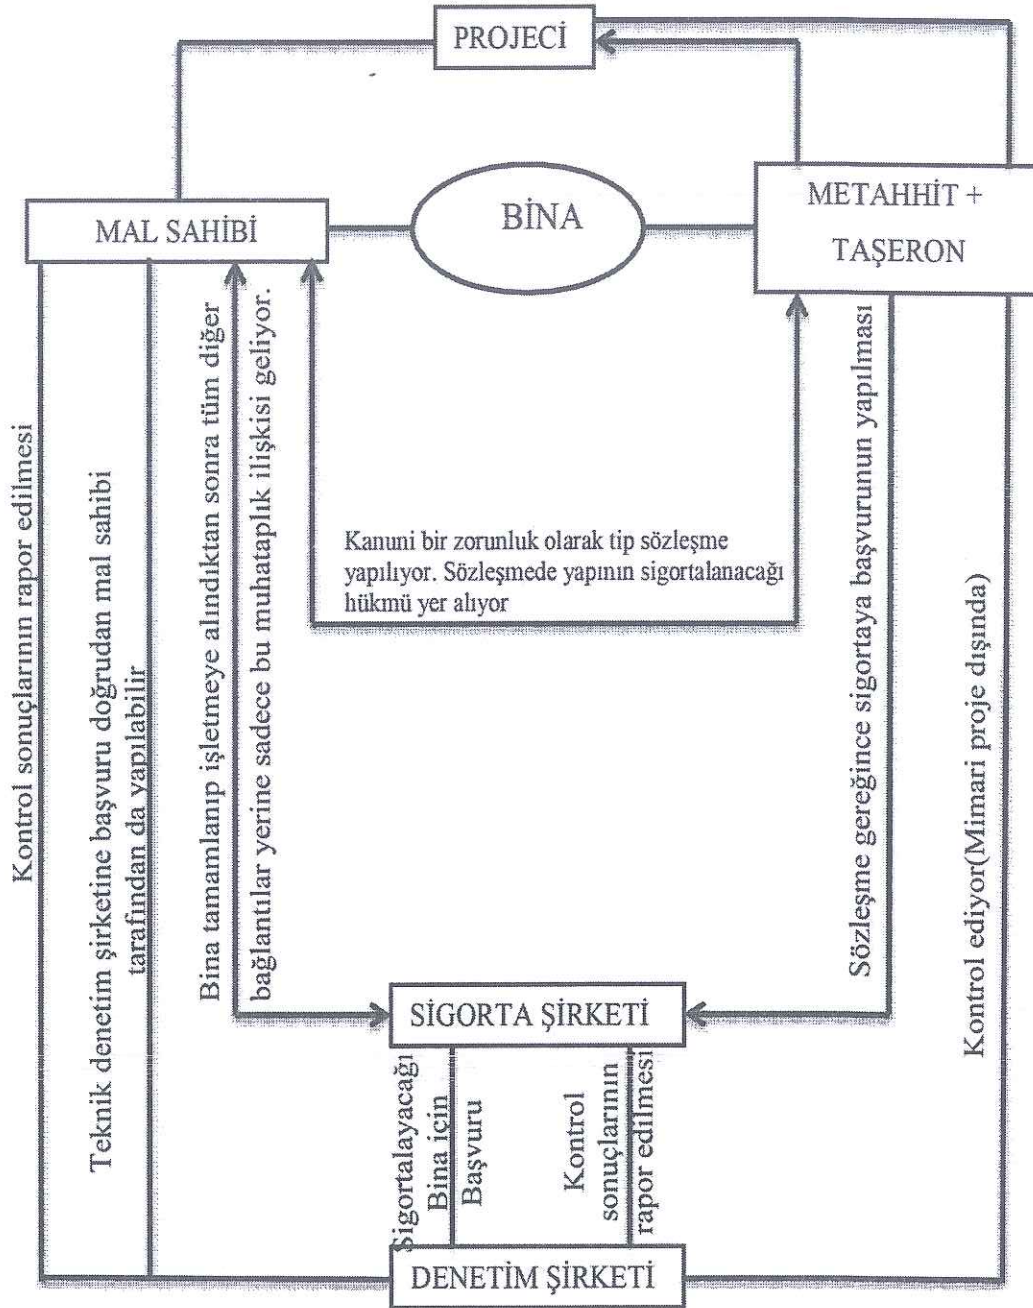 PROJECİ
MAL SAHİBİ
BİNA
METAHHİT +
TAŞERON
Kontrol sonuçlarının rapor edilmesi
Teknik denetim şirketine başvuru doğrudan mal sahibi
tarafından da yapılabilir
Bina tamamlanıp işletmeye alındıktan sonra tüm diğer
bağlantılar yerine sadece bu muhataplık ilişkisi geliyor.
Kanuni bir zorunluk olarak tip sözleşme
yapılıyor. Sözleşmede yapının sigortalanacağı
hükmü yer alıyor
Sözleşme gereğince sigortaya başvurunun yapılması
Kontrol ediyor(Mimari proje dışında)
SİGORTA ŞİRKETİ
Sigortalayacağı
Bina için
Başvuru
Kontrol
sonuçlarının
rapor edilmesi
DENETİM ŞİRKETİ